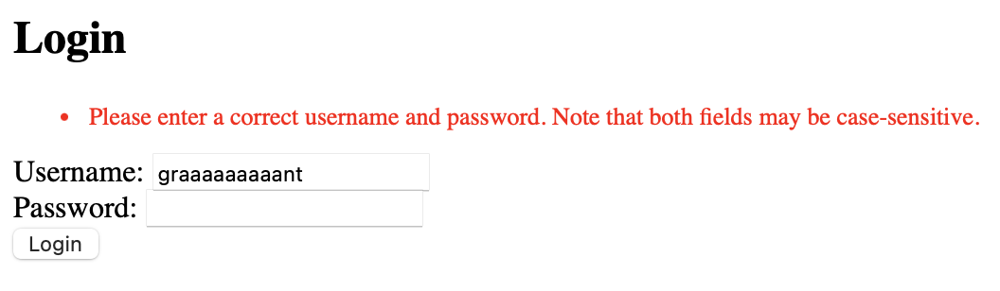 Login
Please enter a correct username and password. Note that both fields may be case-sensitive.
Username: graaaaaaaaant
Password:
Login